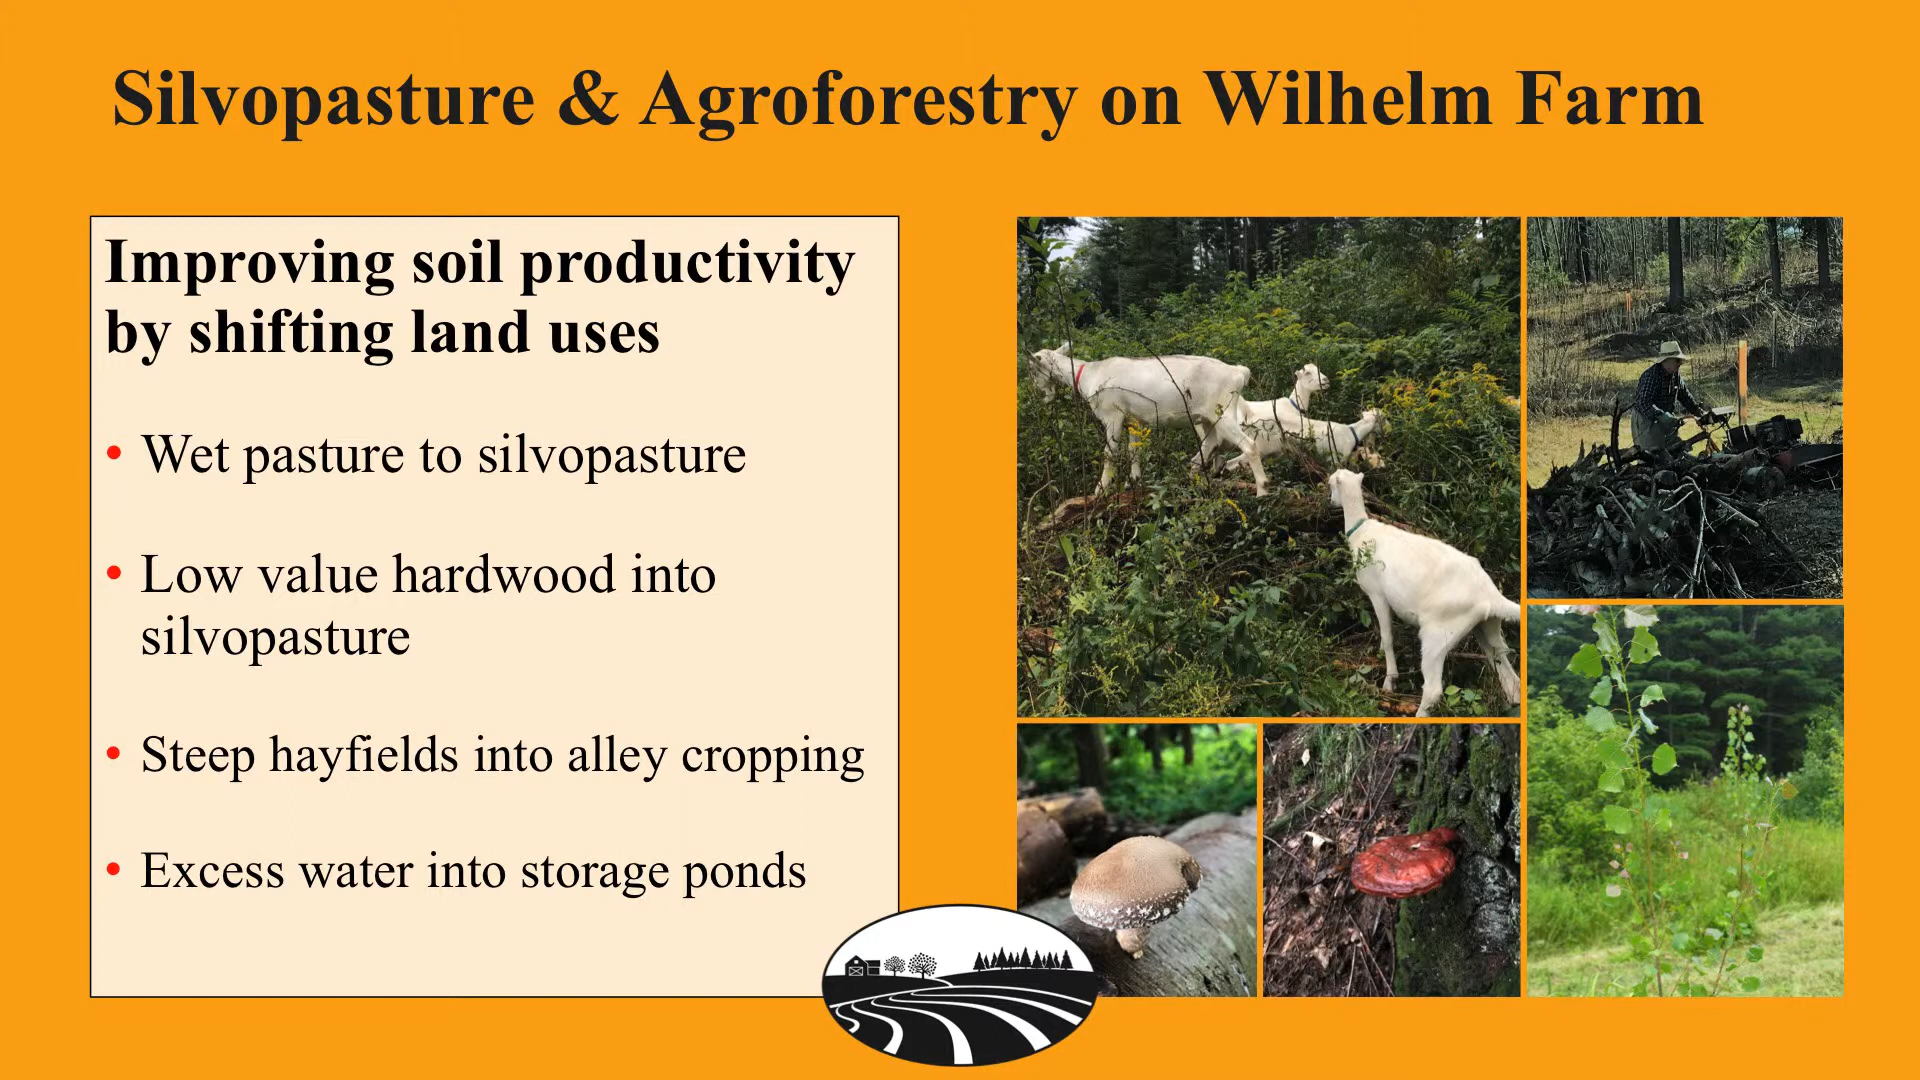 Silvopasture & Agroforestry on Wilhelm Farm
Improving soil productivity
by shifting land uses
• Wet pasture to silvopasture
• Low value hardwood into
silvopasture
• Steep hayfields into alley cropping
• Excess water into storage ponds